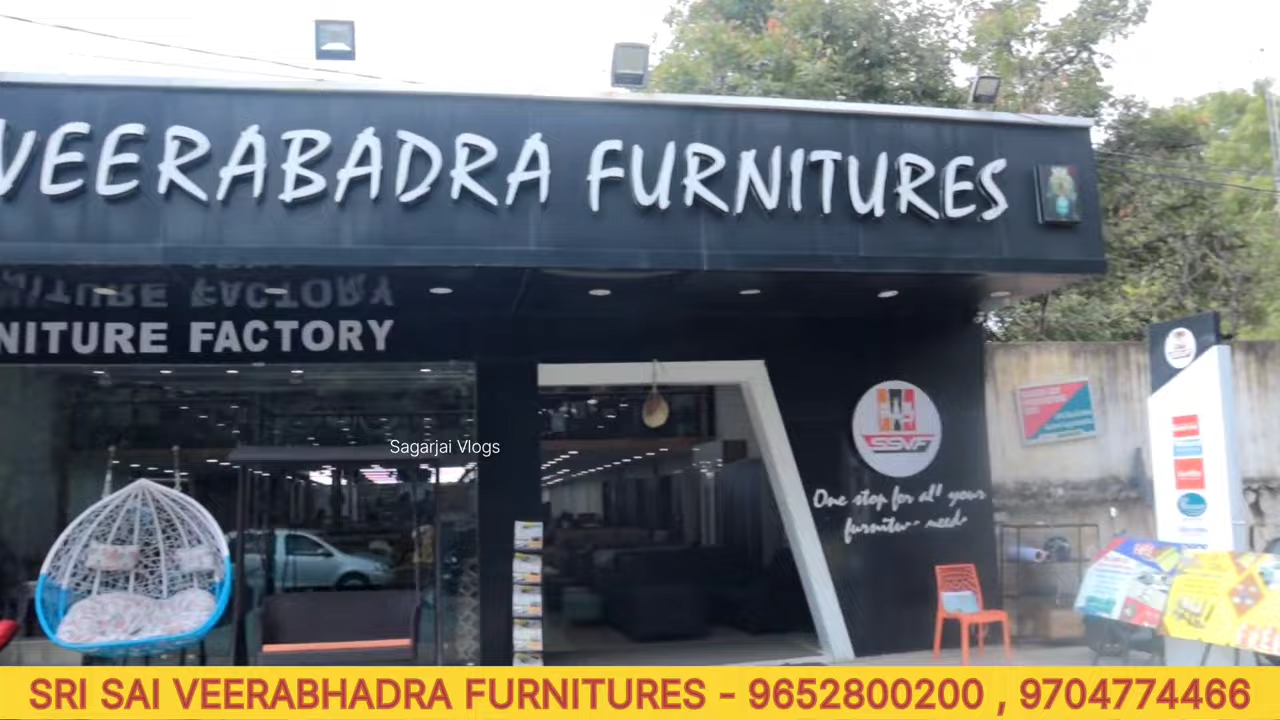 VEERABADRA FURNITURES
NITURE FACTORY
Sagarjai Vlogs
SSVF
One stop for all your
furniture needs
SRI SAI VEERABHADRA FURNITURES - 9652800200 , 9704774466